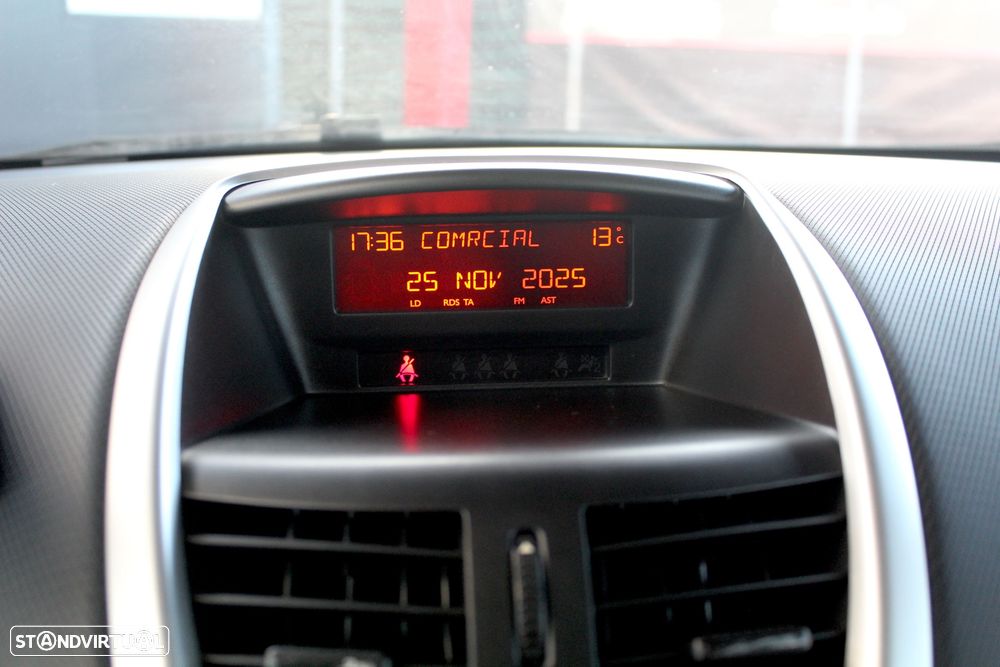 17:36 COMRCIAL 13°C
25 NOV 2025
LD RDS TA FM AST
STANDVIRTUAL